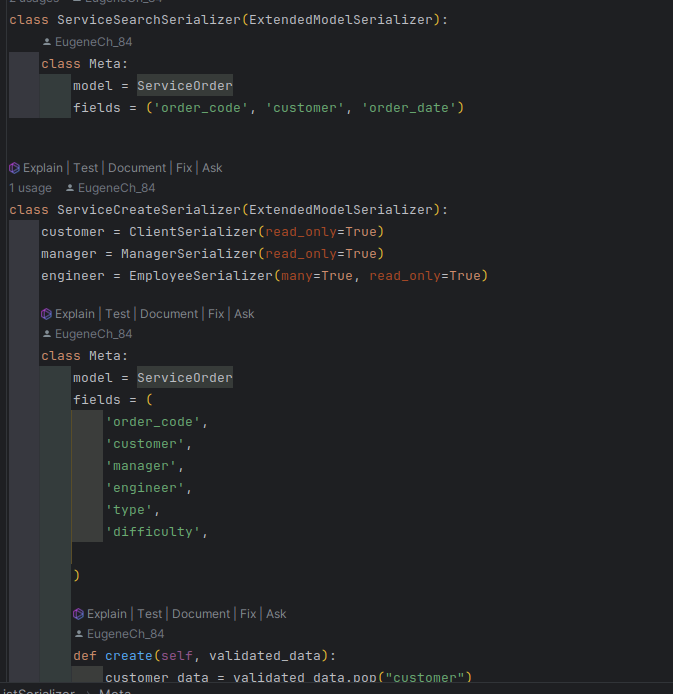 class ServiceSearchSerializer(ExtendedModelSerializer):
EugeneCh_84
class Meta:
model = ServiceOrder
fields = ('order_code', 'customer', 'order_date')
Explain | Test | Document | Fix | Ask
1 usage EugeneCh_84
class ServiceCreateSerializer(ExtendedModelSerializer):
customer = ClientSerializer(read_only=True)
manager = ManagerSerializer(read_only=True)
engineer = EmployeeSerializer(many=True, read_only=True)
Explain | Test | Document | Fix | Ask
EugeneCh_84
class Meta:
model = ServiceOrder
fields = (
'order_code',
'customer',
'manager',
'engineer',
'type',
'difficulty',
)
Explain | Test | Document | Fix | Ask
EugeneCh_84
def create(self, validated_data):
customer_data = validated_data.pop("customer")
istSerializer > Meta